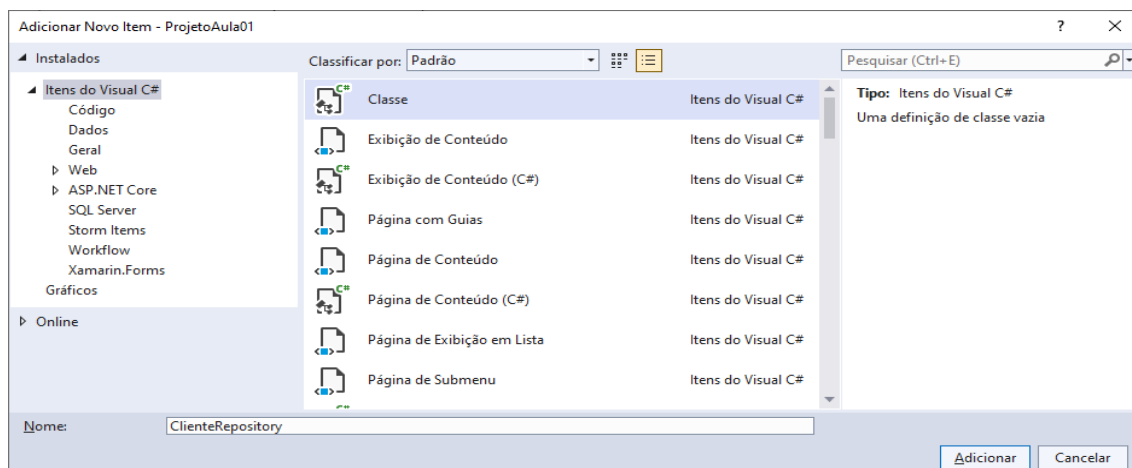 Adicionar Novo Item - ProjetoAula01
? ×
Instalados
Itens do Visual C#
Código
Dados
Geral
Web
ASP.NET Core
SQL Server
Storm Items
Workflow
Xamarin.Forms
Gráficos
Online
Classificar por: Padrão
C# Classe Itens do Visual C#
Exibição de Conteúdo Itens do Visual C#
C# Exibição de Conteúdo (C#) Itens do Visual C#
Página com Guias Itens do Visual C#
Página de Conteúdo Itens do Visual C#
C# Página de Conteúdo (C#) Itens do Visual C#
Página de Exibição em Lista Itens do Visual C#
Página de Submenu Itens do Visual C#
Pesquisar (Ctrl+E)
Tipo: Itens do Visual C#
Uma definição de classe vazia
Nome: ClienteRepository
Adicionar Cancelar